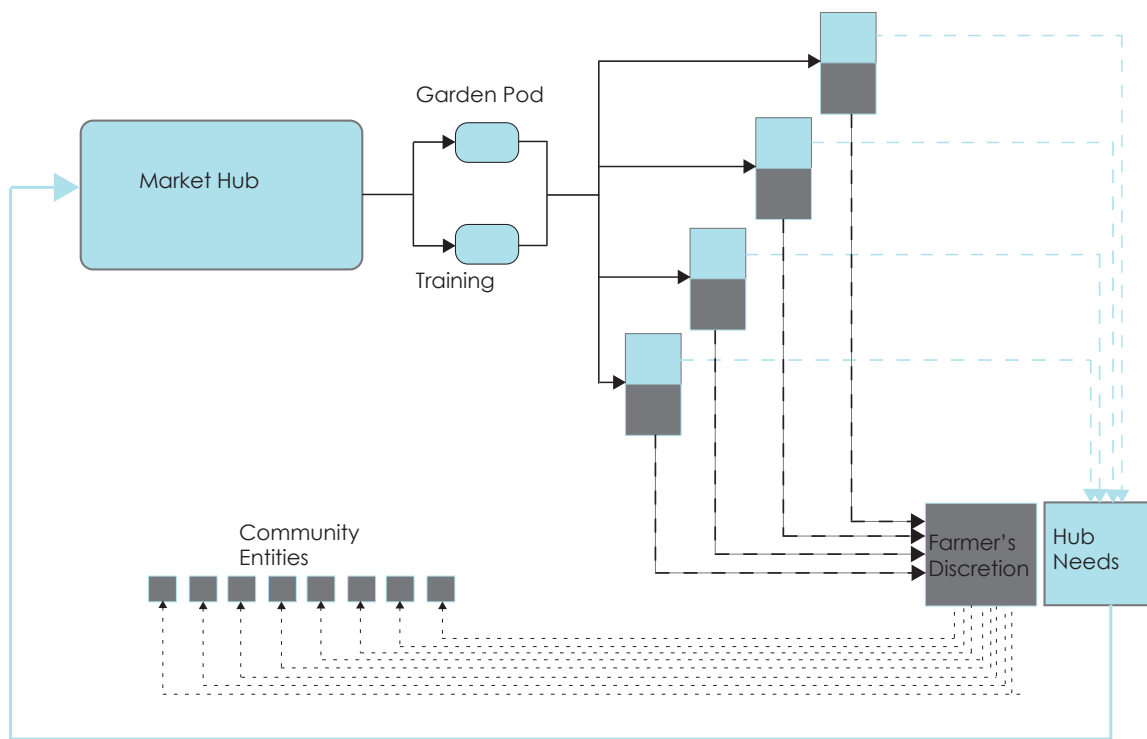 Garden Pod
Market Hub
Training
Community
Entities
Farmer's
Discretion
Hub
Needs